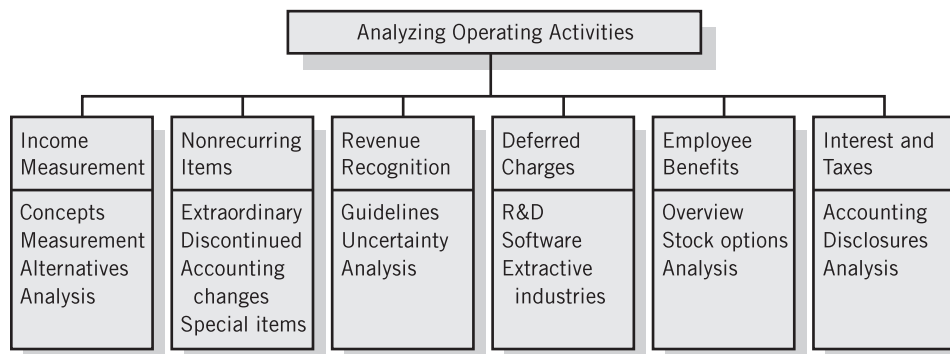 Analyzing Operating Activities
Income
Measurement
Concepts
Measurement
Alternatives
Analysis
Nonrecurring
Items
Extraordinary
Discontinued
Accounting
changes
Special items
Revenue
Recognition
Guidelines
Uncertainty
Analysis
Deferred
Charges
R&D
Software
Extractive
industries
Employee
Benefits
Overview
Stock options
Analysis
Interest and
Taxes
Accounting
Disclosures
Analysis